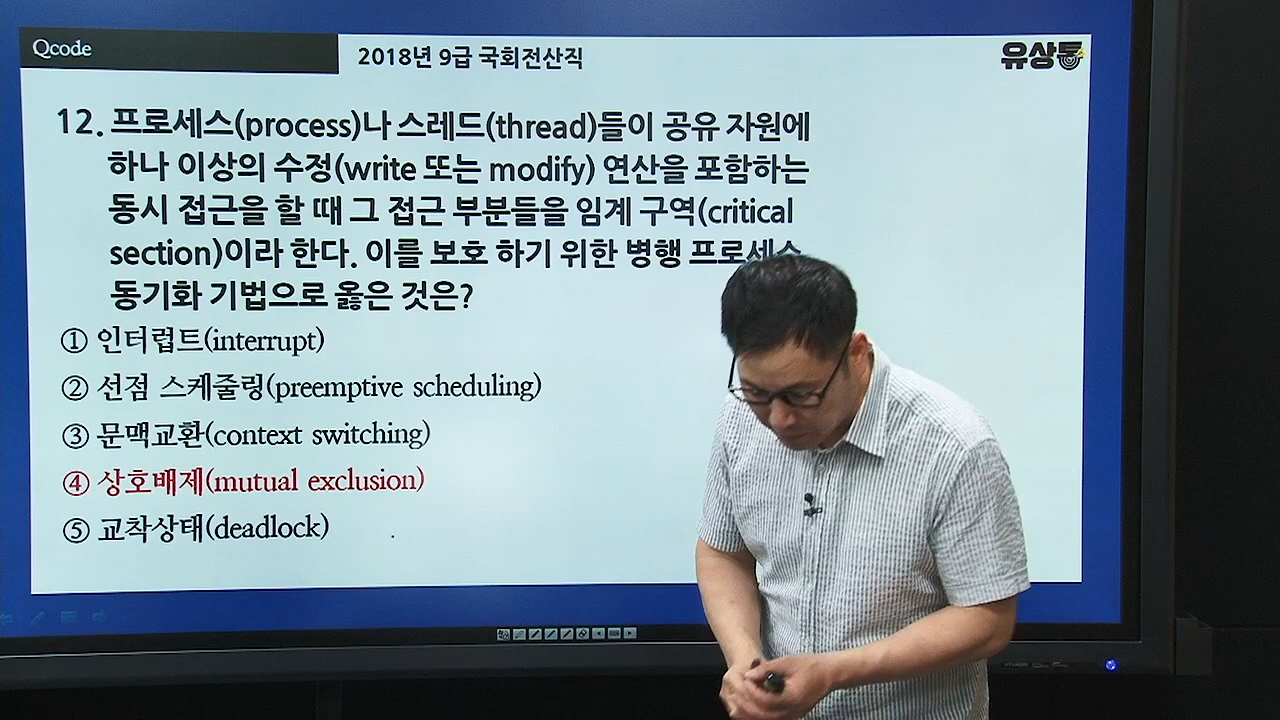 Qcode
2018년 9급 국회전산직
유상통
12. 프로세스(process)나 스레드(thread)들이 공유 자원에
하나 이상의 수정(write 또는 modify) 연산을 포함하는
동시 접근을 할 때 그 접근 부분들을 임계 구역(critical
section)이라 한다. 이를 보호 하기 위한 병행 프로세스
동기화 기법으로 옳은 것은?
① 인터럽트(interrupt)
② 선점 스케줄링(preemptive scheduling)
③ 문맥교환(context switching)
④ 상호배제(mutual exclusion)
⑤ 교착상태(deadlock)